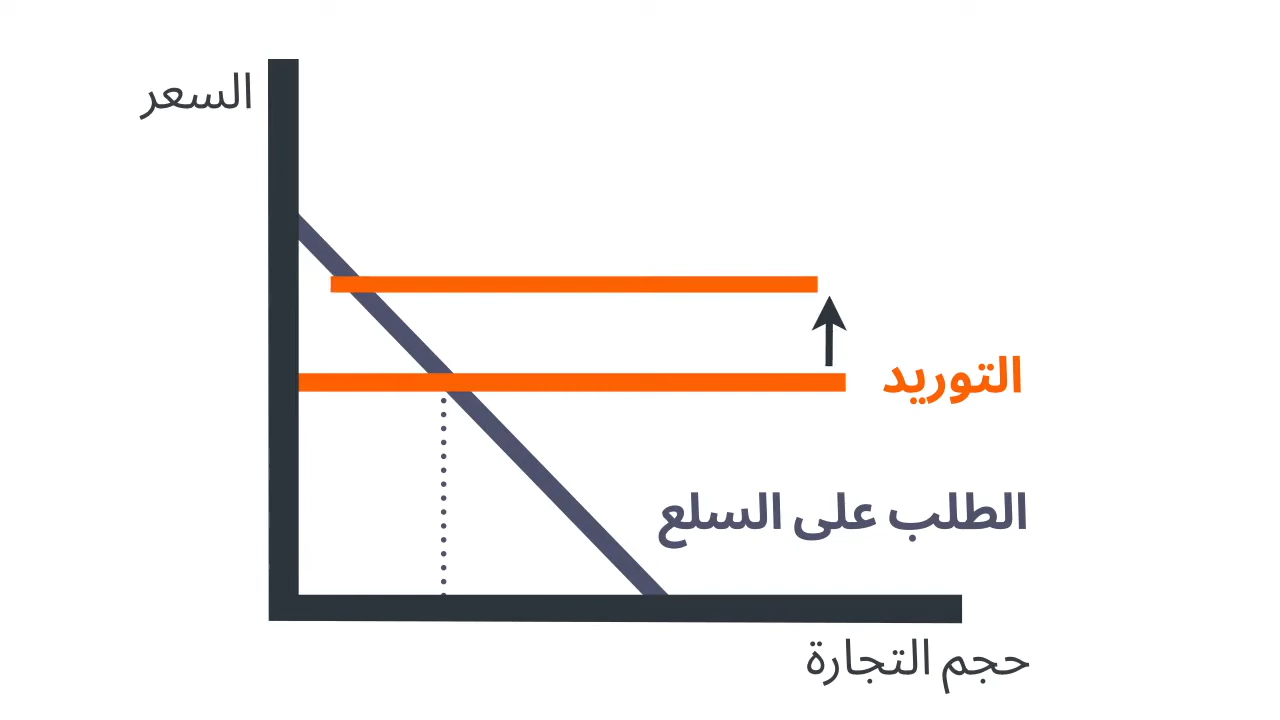 السعر
التوريد
الطلب على السلع
حجم التجارة